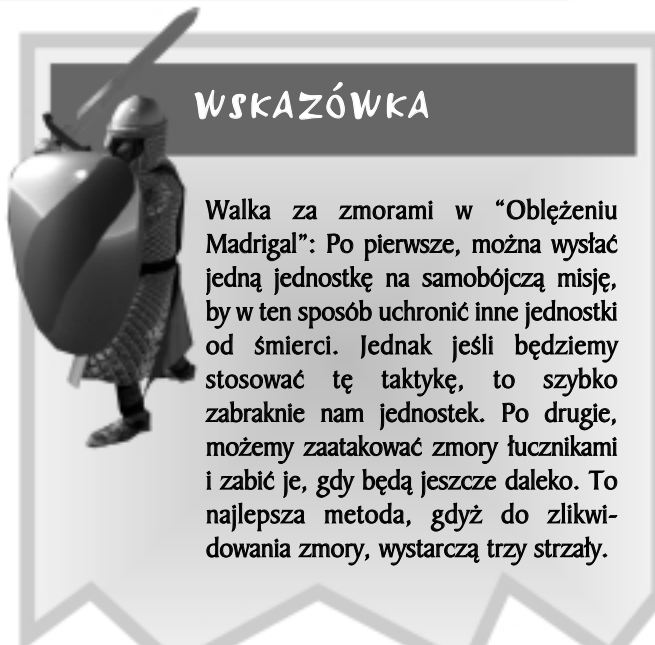 WSKAZÓWKA
Walka za zmorami w “Oblężeniu
Madrigal”: Po pierwsze, można wysłać
jedną jednostkę na samobójczą misję,
by w ten sposób uchronić inne jednostki
od śmierci. Jednak jeśli będziemy
stosować tę taktykę, to szybko
zabraknie nam jednostek. Po drugie,
możemy zaatakować zmory łucznikami
i zabić je, gdy będą jeszcze daleko. To
najlepsza metoda, gdyż do zlikwi-
dowania zmory, wystarczą trzy strzały.